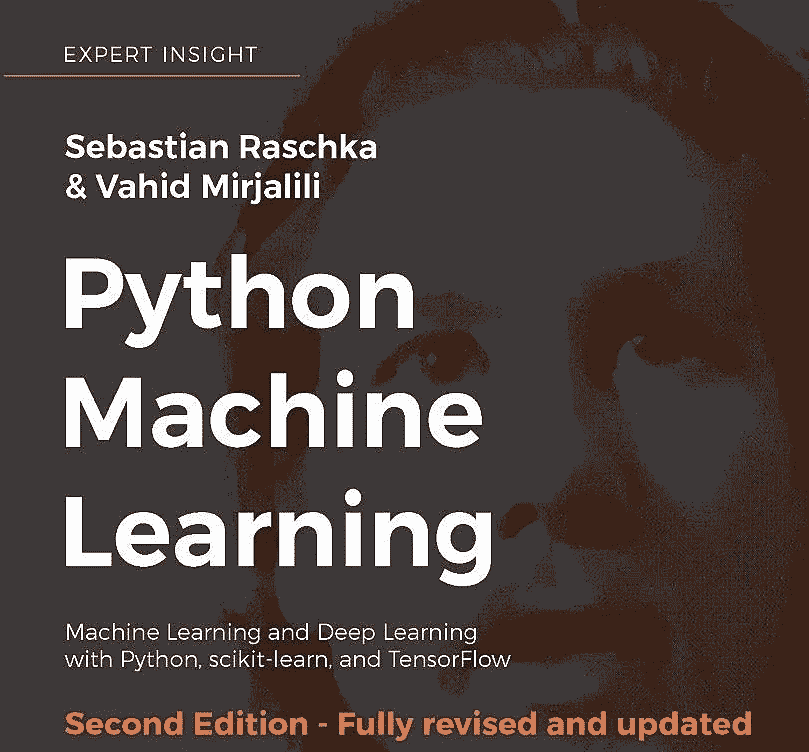 EXPERT INSIGHT
Sebastian Raschka
& Vahid Mirjalili
Python
Machine
Learning
Machine Learning and Deep Learning
with Python, scikit-learn, and TensorFlow
Second Edition - Fully revised and updated